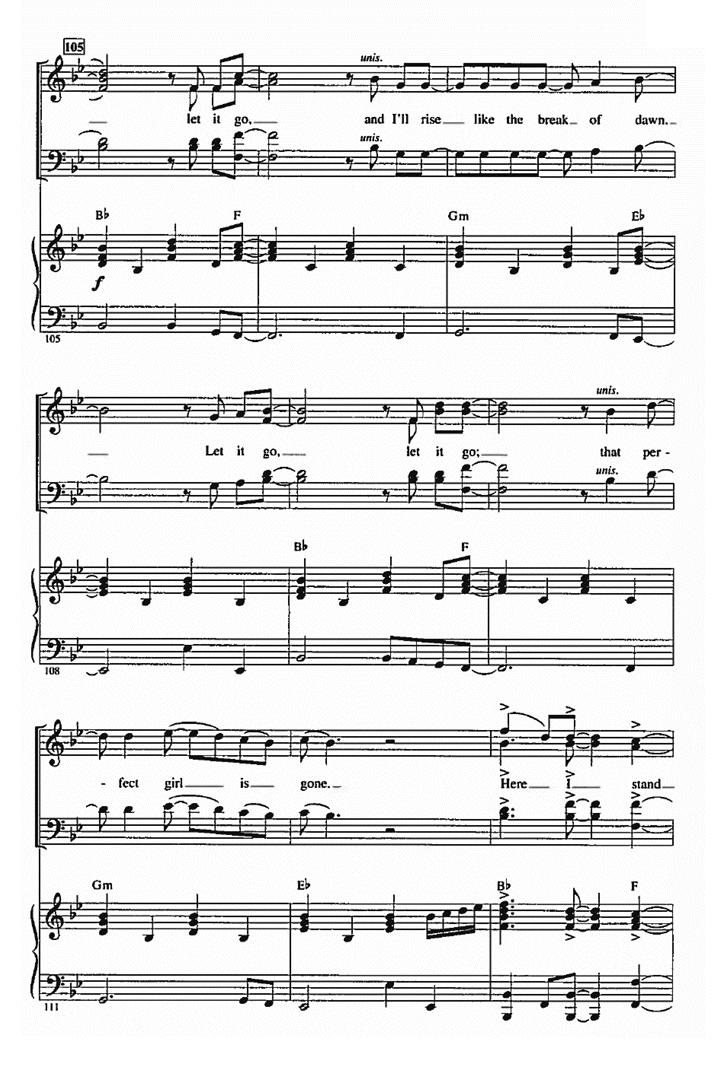 105
unis.
let it go, and I'll rise like the break of dawn.
unis.
B♭ F Gm E♭
f
105
unis.
Let it go, let it go; that per-
unis.
B♭ F
108
- fect girl is gone. Here I stand
Gm E♭ B♭ F
111